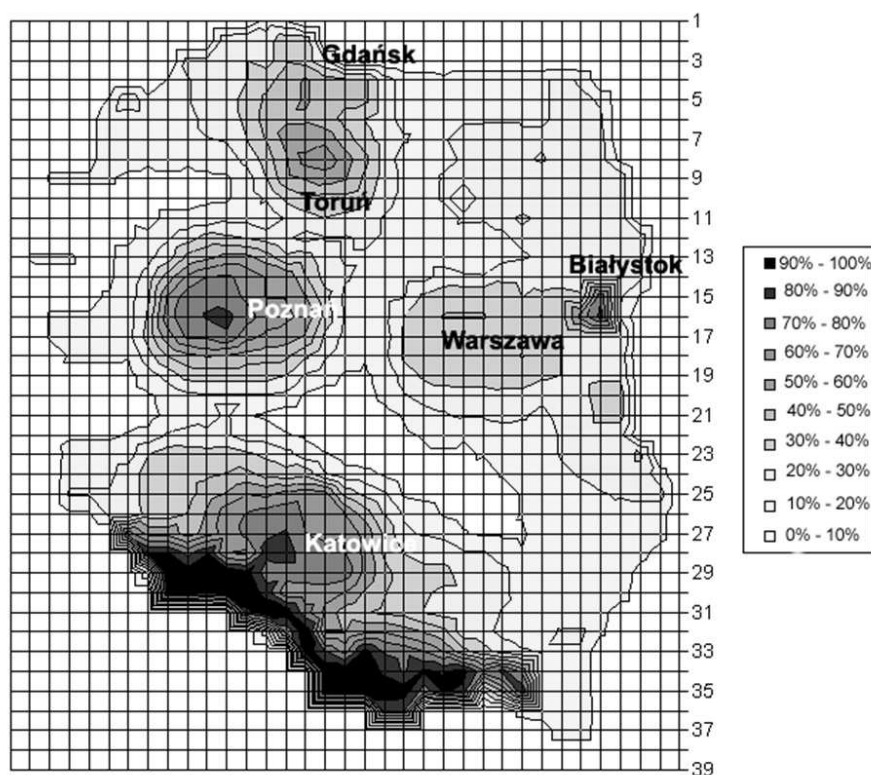 1
Gdańsk
3
5
7
9
Toruń
11
13
Białystok
15
Poznań
17
Warszawa
19
21
23
25
27
Katowice
29
31
33
35
37
39
90% - 100%
80% - 90%
70% - 80%
60% - 70%
50% - 60%
40% - 50%
30% - 40%
20% - 30%
10% - 20%
0% - 10%